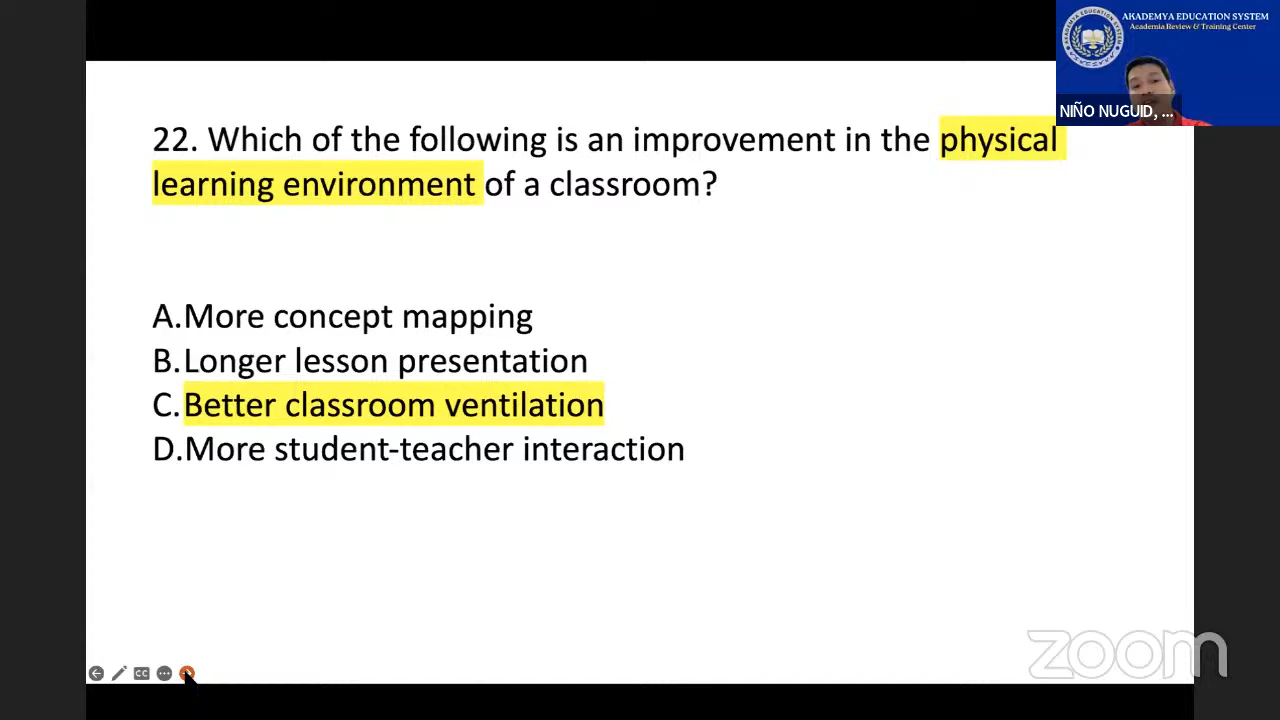 AKADEMYA EDUCATION SYSTEM
Academia Review & Training Center
NIÑO NUGUID, ...
22. Which of the following is an improvement in the physical
learning environment of a classroom?
A.More concept mapping
B.Longer lesson presentation
C.Better classroom ventilation
D.More student-teacher interaction
CC
zoom